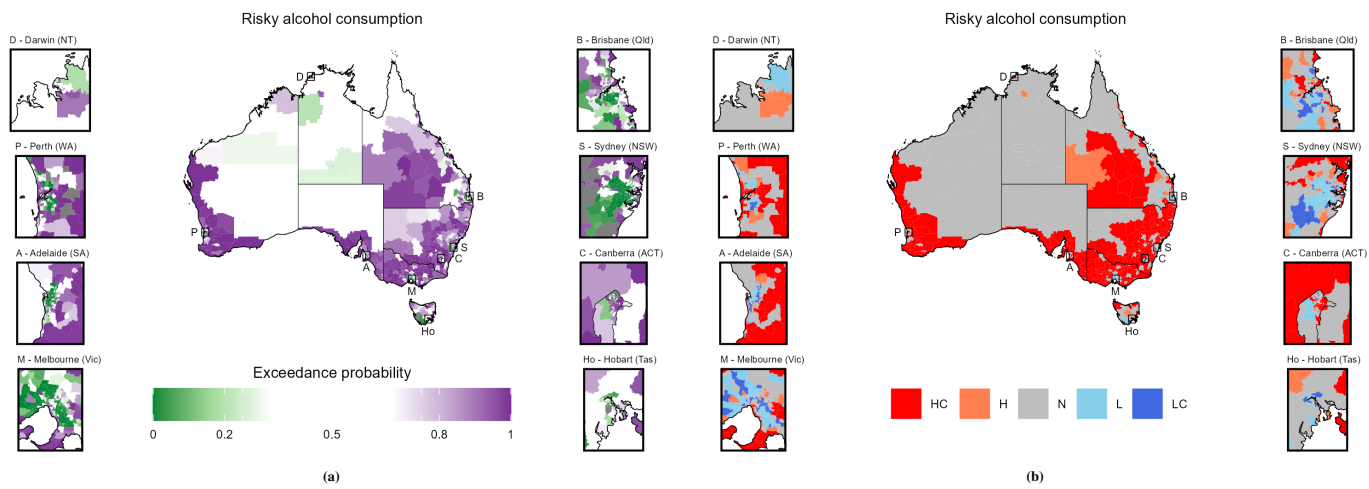 Risky alcohol consumption
D - Darwin (NT)
P - Perth (WA)
A - Adelaide (SA)
M - Melbourne (Vic)
D
P
A
M
B
S
C
Ho
B - Brisbane (Qld)
S - Sydney (NSW)
C - Canberra (ACT)
Ho - Hobart (Tas)
Exceedance probability
0 0.2 0.5 0.8 1
(a)
Risky alcohol consumption
D - Darwin (NT)
P - Perth (WA)
A - Adelaide (SA)
M - Melbourne (Vic)
D
P
A
M
B
S
C
Ho
B - Brisbane (Qld)
S - Sydney (NSW)
C - Canberra (ACT)
Ho - Hobart (Tas)
HC H N L LC
(b)